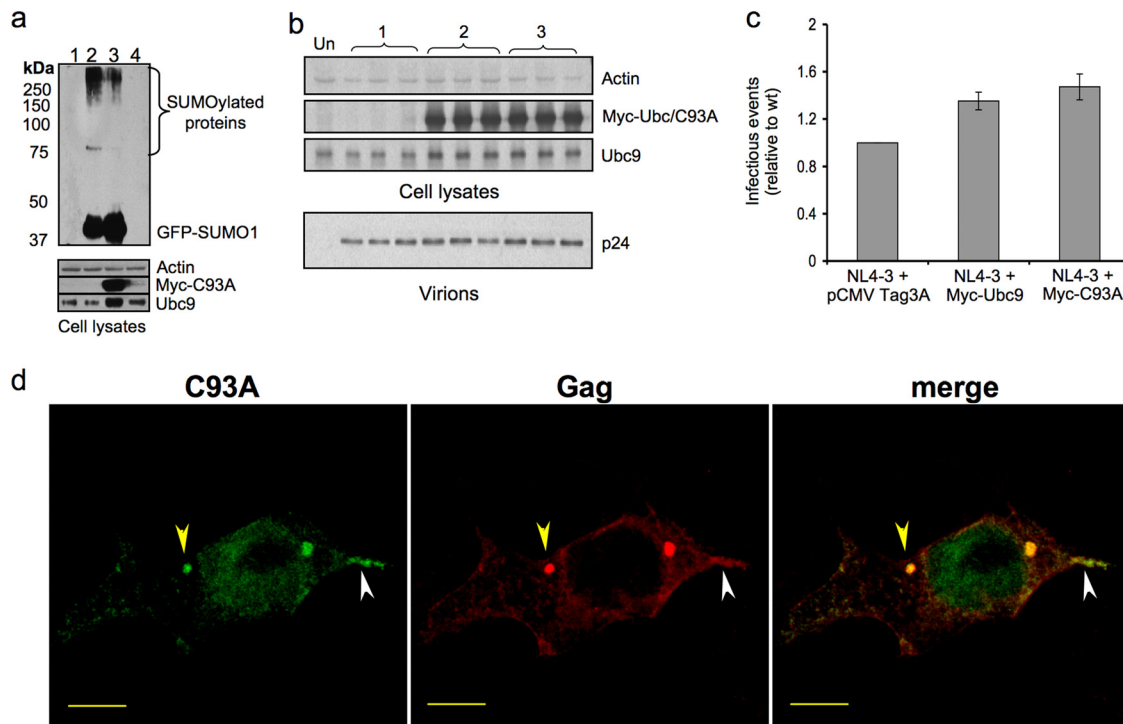 a
1 2 3 4
kDa
250
150
100
75
50
37
SUMOylated
proteins
GFP-SUMO1
Actin
Myc-C93A
Ubc9
Cell lysates
b
Un 1 2 3
Actin
Myc-Ubc/C93A
Ubc9
Cell lysates
p24
Virions
c
Infectious events
(relative to wt)
2
1.6
1.2
0.8
0.4
0
NL4-3 +
pCMV Tag3A
NL4-3 +
Myc-Ubc9
NL4-3 +
Myc-C93A
d
C93A Gag merge